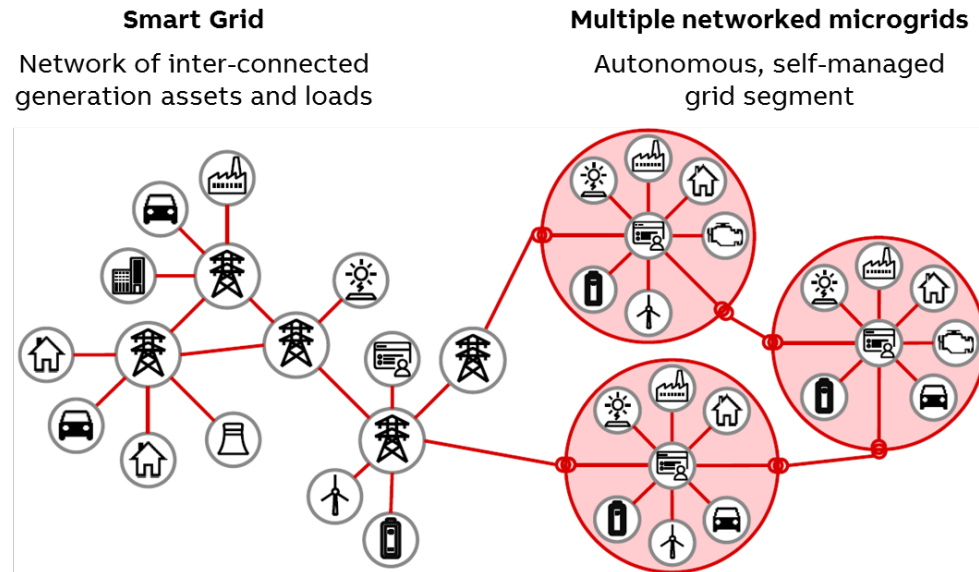 Smart Grid
Network of inter-connected
generation assets and loads
Multiple networked microgrids
Autonomous, self-managed
grid segment